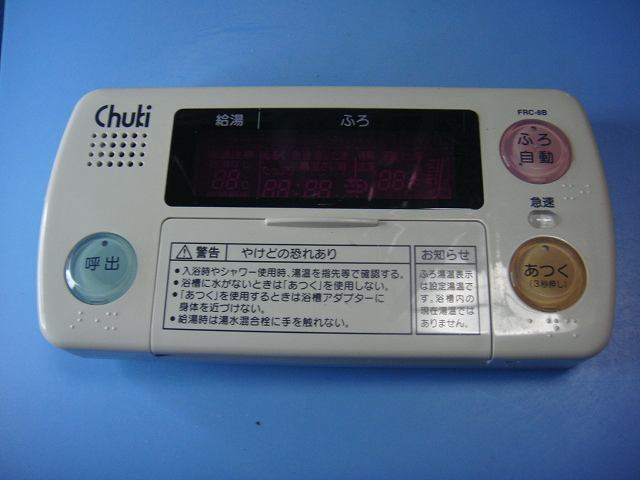 Chuki
給湯 ふろ
FRC-8B
ふろ
自動
急速
呼出
あつく
(3秒押し)
警告 やけどの恐れあり
●入浴時やシャワー使用時、湯温を指先等で確認する。
●浴槽に水がないときは「あつく」を使用しない。
●「あつく」を使用するときは浴槽アダプターに
身体を近づけない。
●給湯時は湯水混合栓に手を触れない。
お知らせ
ふろ湯温表示
は設定湯温で
す。浴槽内の
現在湯温では
ありません。
88℃ 88:88 88